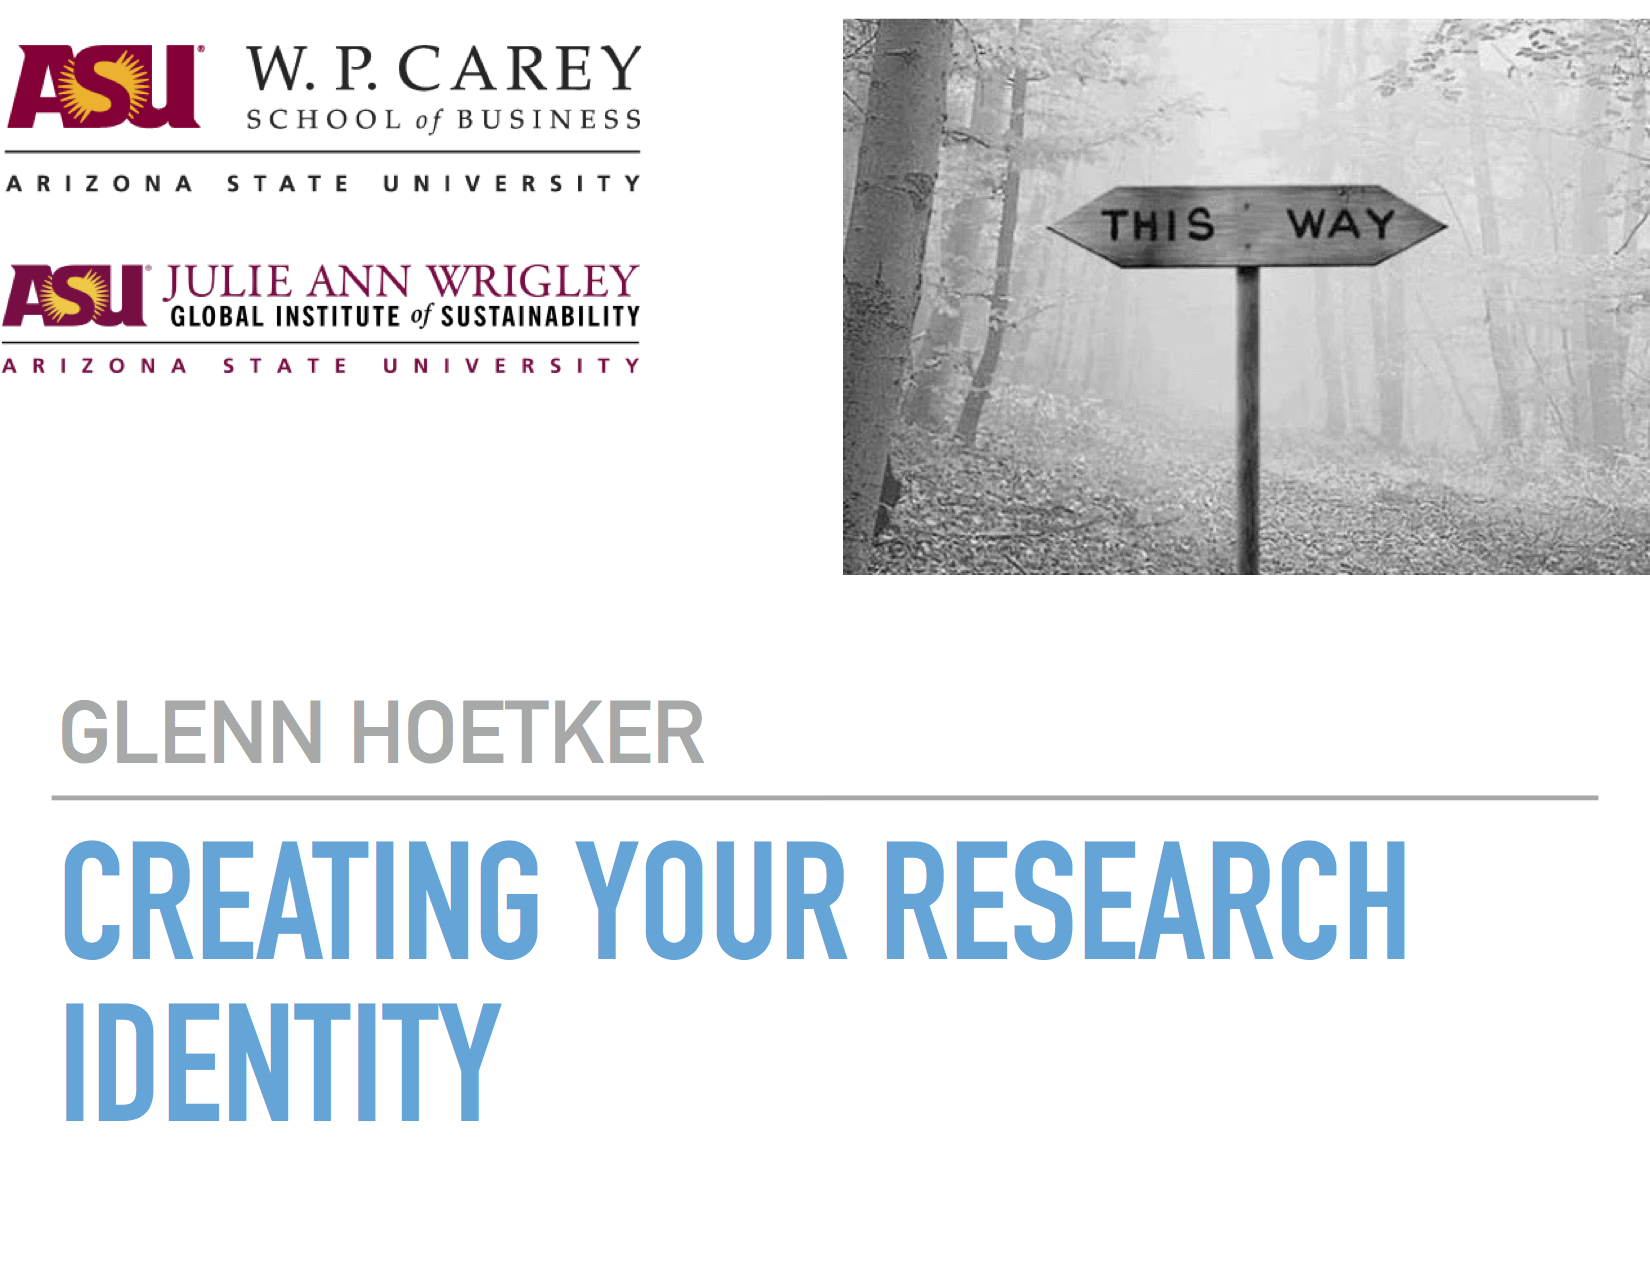 ASU® W. P. CAREY
SCHOOL of BUSINESS
ARIZONA STATE UNIVERSITY
ASU® JULIE ANN WRIGLEY
GLOBAL INSTITUTE of SUSTAINABILITY
ARIZONA STATE UNIVERSITY
THIS WAY
GLENN HOETKER
CREATING YOUR RESEARCH
IDENTITY